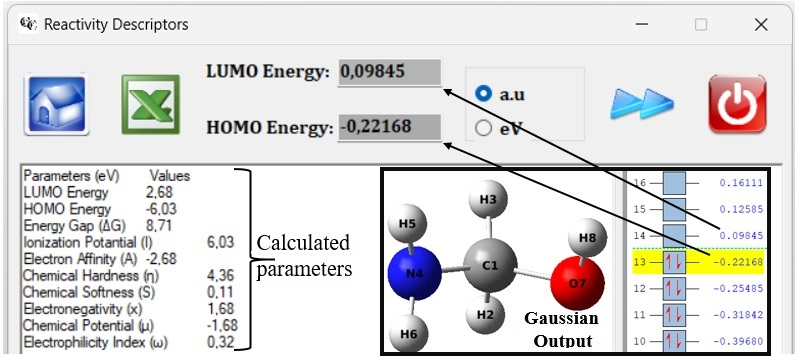 Reactivity Descriptors
LUMO Energy: 0,09845
HOMO Energy: -0,22168
a.u
eV
Parameters (eV) Values
LUMO Energy 2,68
HOMO Energy -6,03
Energy Gap (ΔG) 8,71
Ionization Potential (I) 6,03
Electron Affinity (A) -2,68
Chemical Hardness (η) 4,36
Chemical Softness (S) 0,11
Electronegativity (x) 1,68
Chemical Potential (μ) -1,68
Electrophilicity Index (ω) 0,32
Calculated
parameters
H3
H5
H8
N4
C1
O7
H2
H6
Gaussian
Output
16 0.16111
15 0.12585
14 0.09845
13 -0.22168
12 -0.25485
11 -0.31842
10 -0.39680